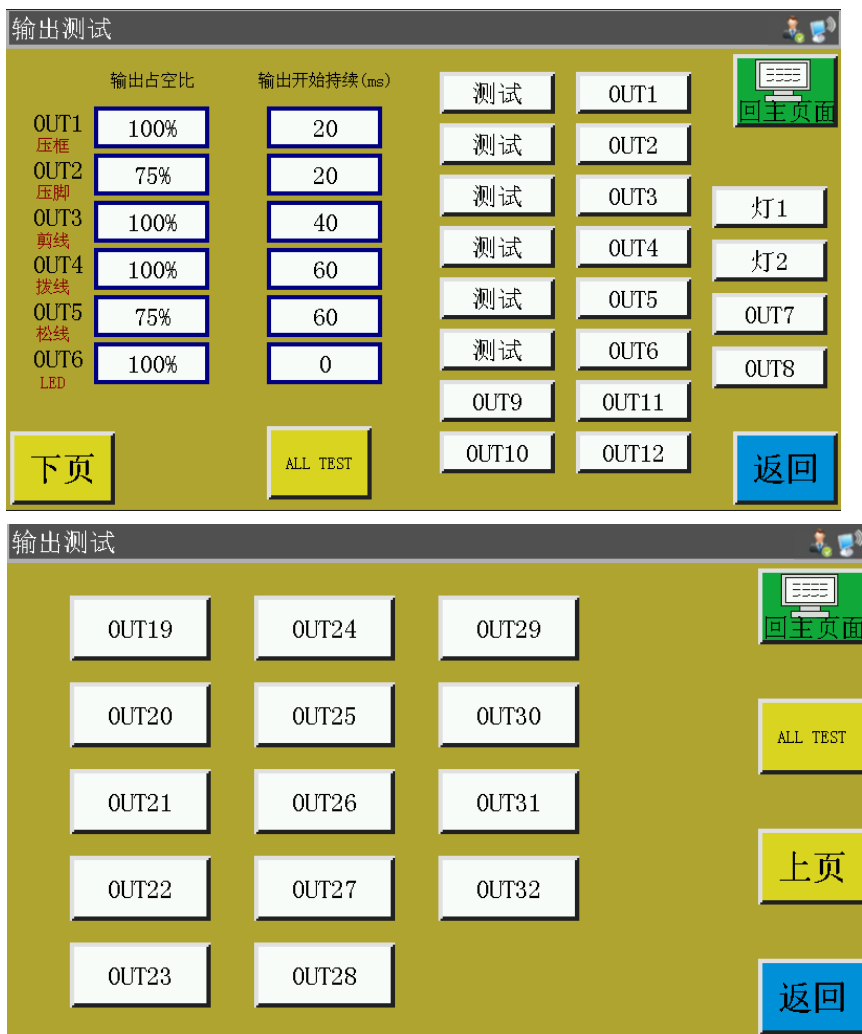 输出测试
输出占空比 输出开始持续(ms)
OUT1 100% 20
压框
OUT2 75% 20
压脚
OUT3 100% 40
剪线
OUT4 100% 60
拨线
OUT5 75% 60
松线
OUT6 100% 0
LED
测试 OUT1
测试 OUT2
测试 OUT3
测试 OUT4
测试 OUT5
测试 OUT6
OUT9 OUT11
OUT10 OUT12
回主页面
灯1
灯2
OUT7
OUT8
下页
ALL TEST
返回
输出测试
OUT19 OUT24 OUT29
OUT20 OUT25 OUT30
OUT21 OUT26 OUT31
OUT22 OUT27 OUT32
OUT23 OUT28
回主页面
ALL TEST
上页
返回